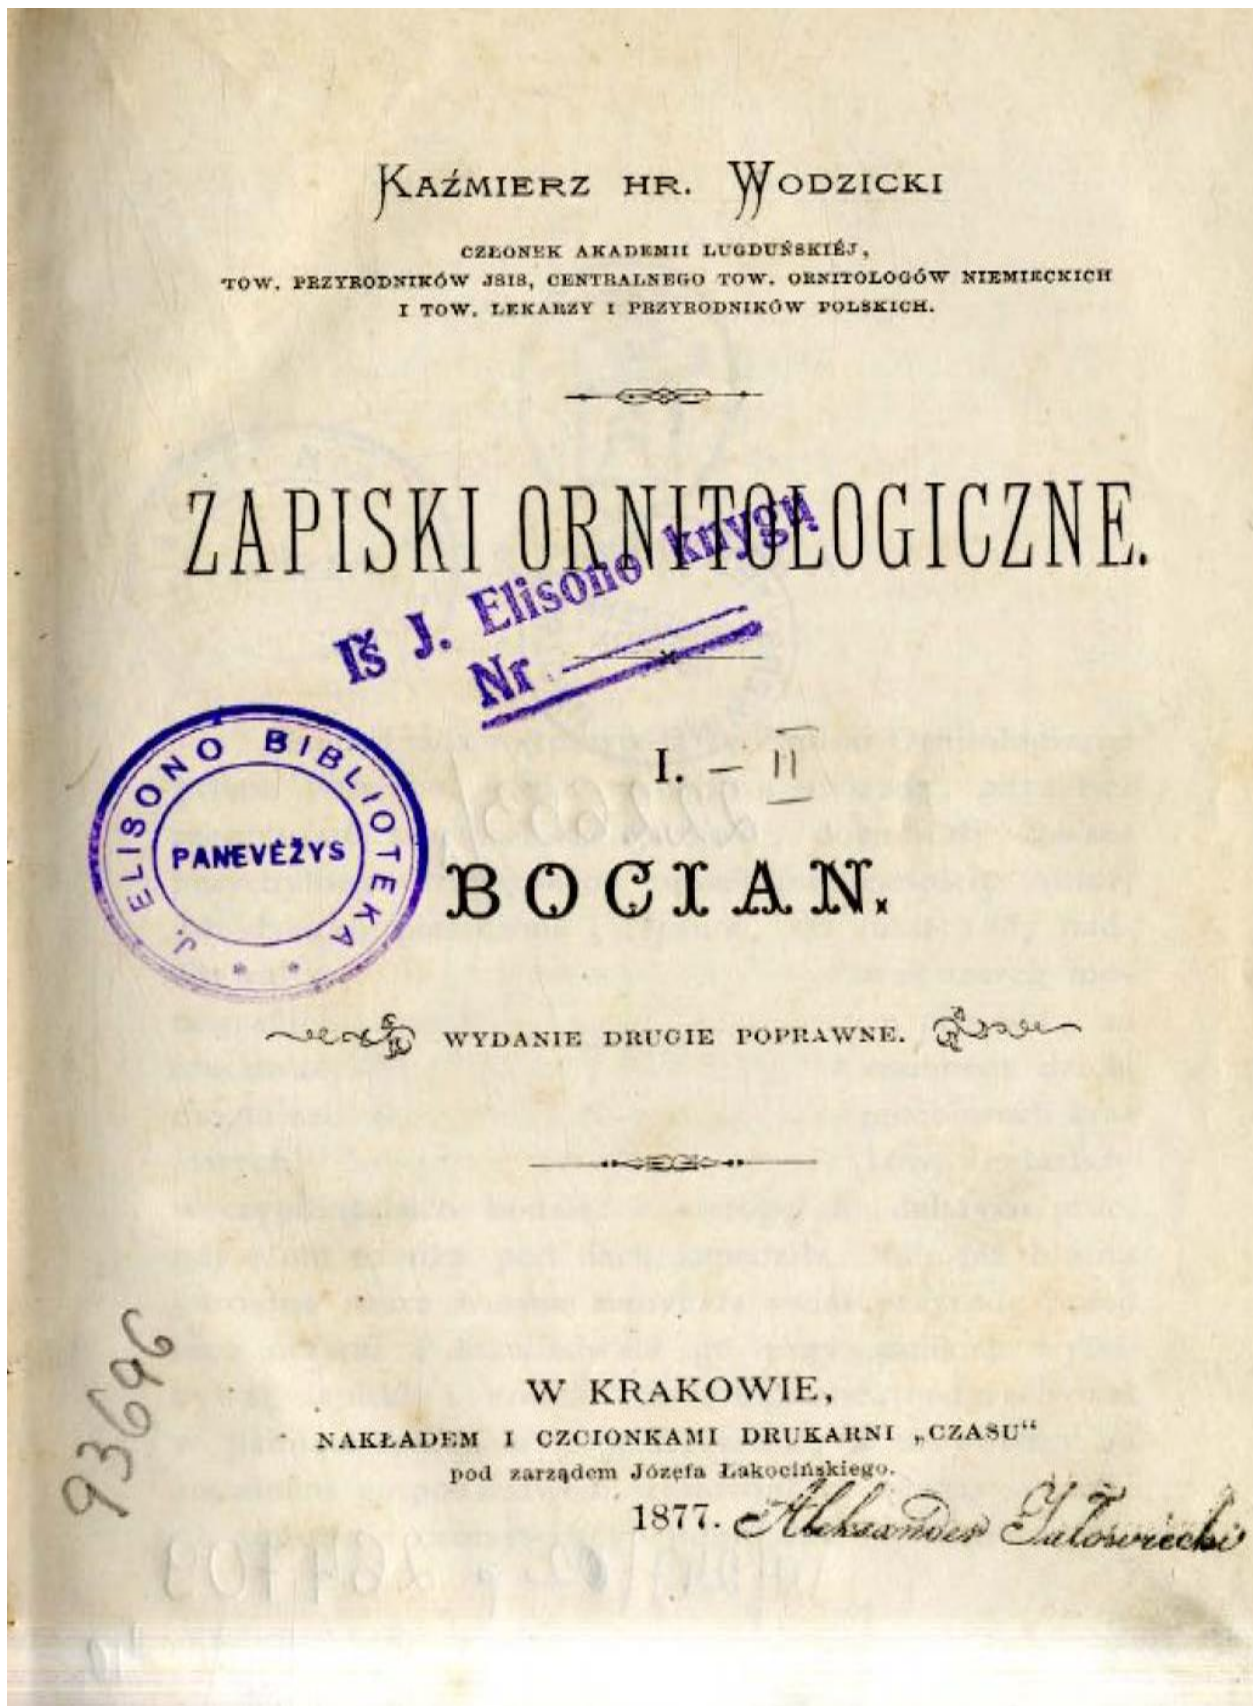 KAŹMIERZ HR. WODZICKI
CZŁONEK AKADEMII LUGDUŃSKIÉJ,
TOW. PRZYRODNIKÓW JSIS, CENTRALNEGO TOW. ORNITOLOGÓW NIEMIECKICH
I TOW. LEKARZY I PRZYRODNIKÓW POLSKICH.
ZAPISKI ORNITOLOGICZNE.
Iš J. Elisono knygų
Nr
I. – II
J. ELISONO BIBLIOTEKA
PANEVĖŽYS
BOCIAN.
WYDANIE DRUGIE POPRAWNE.
W KRAKOWIE,
NAKŁADEM I CZCIONKAMI DRUKARNI „CZASU“
pod zarządem Józefa Łakocińskiego.
1877. Aleksander Jałowiecki
93696